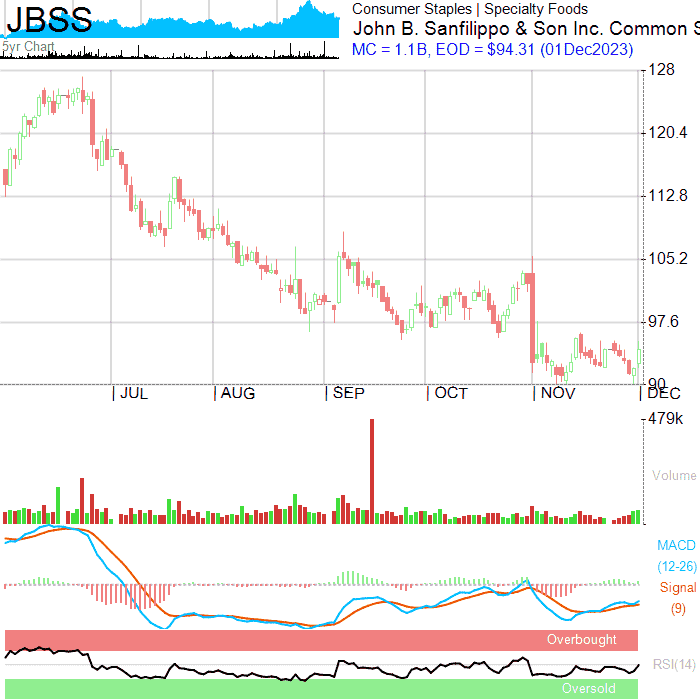 JBSS
5yr Chart
Consumer Staples | Specialty Foods
John B. Sanfilippo & Son Inc. Common S
MC = 1.1B, EOD = $94.31 (01Dec2023)
128
120.4
112.8
105.2
97.6
90
JUL AUG SEP OCT NOV DEC
479k
Volume
MACD
(12-26)
Signal
(9)
Overbought
RSI(14)
Oversold